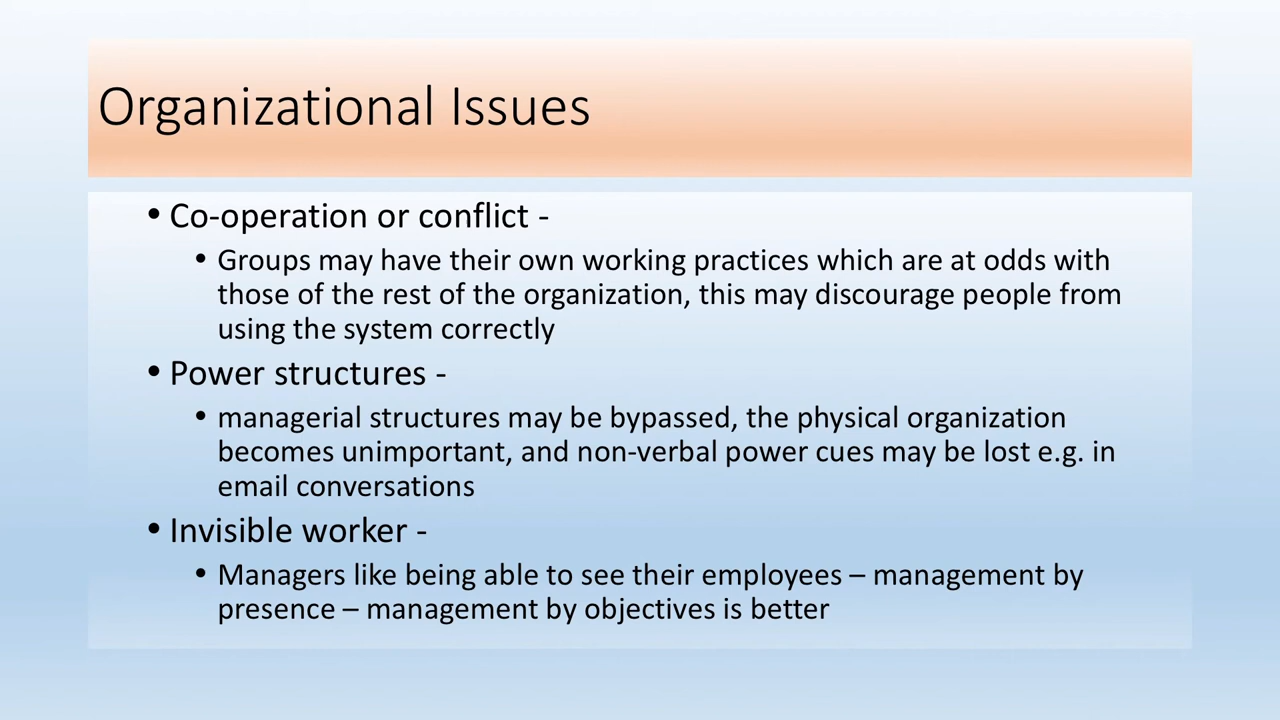 Organizational Issues
• Co-operation or conflict -
• Groups may have their own working practices which are at odds with
those of the rest of the organization, this may discourage people from
using the system correctly
• Power structures -
• managerial structures may be bypassed, the physical organization
becomes unimportant, and non-verbal power cues may be lost e.g. in
email conversations
• Invisible worker -
• Managers like being able to see their employees – management by
presence – management by objectives is better